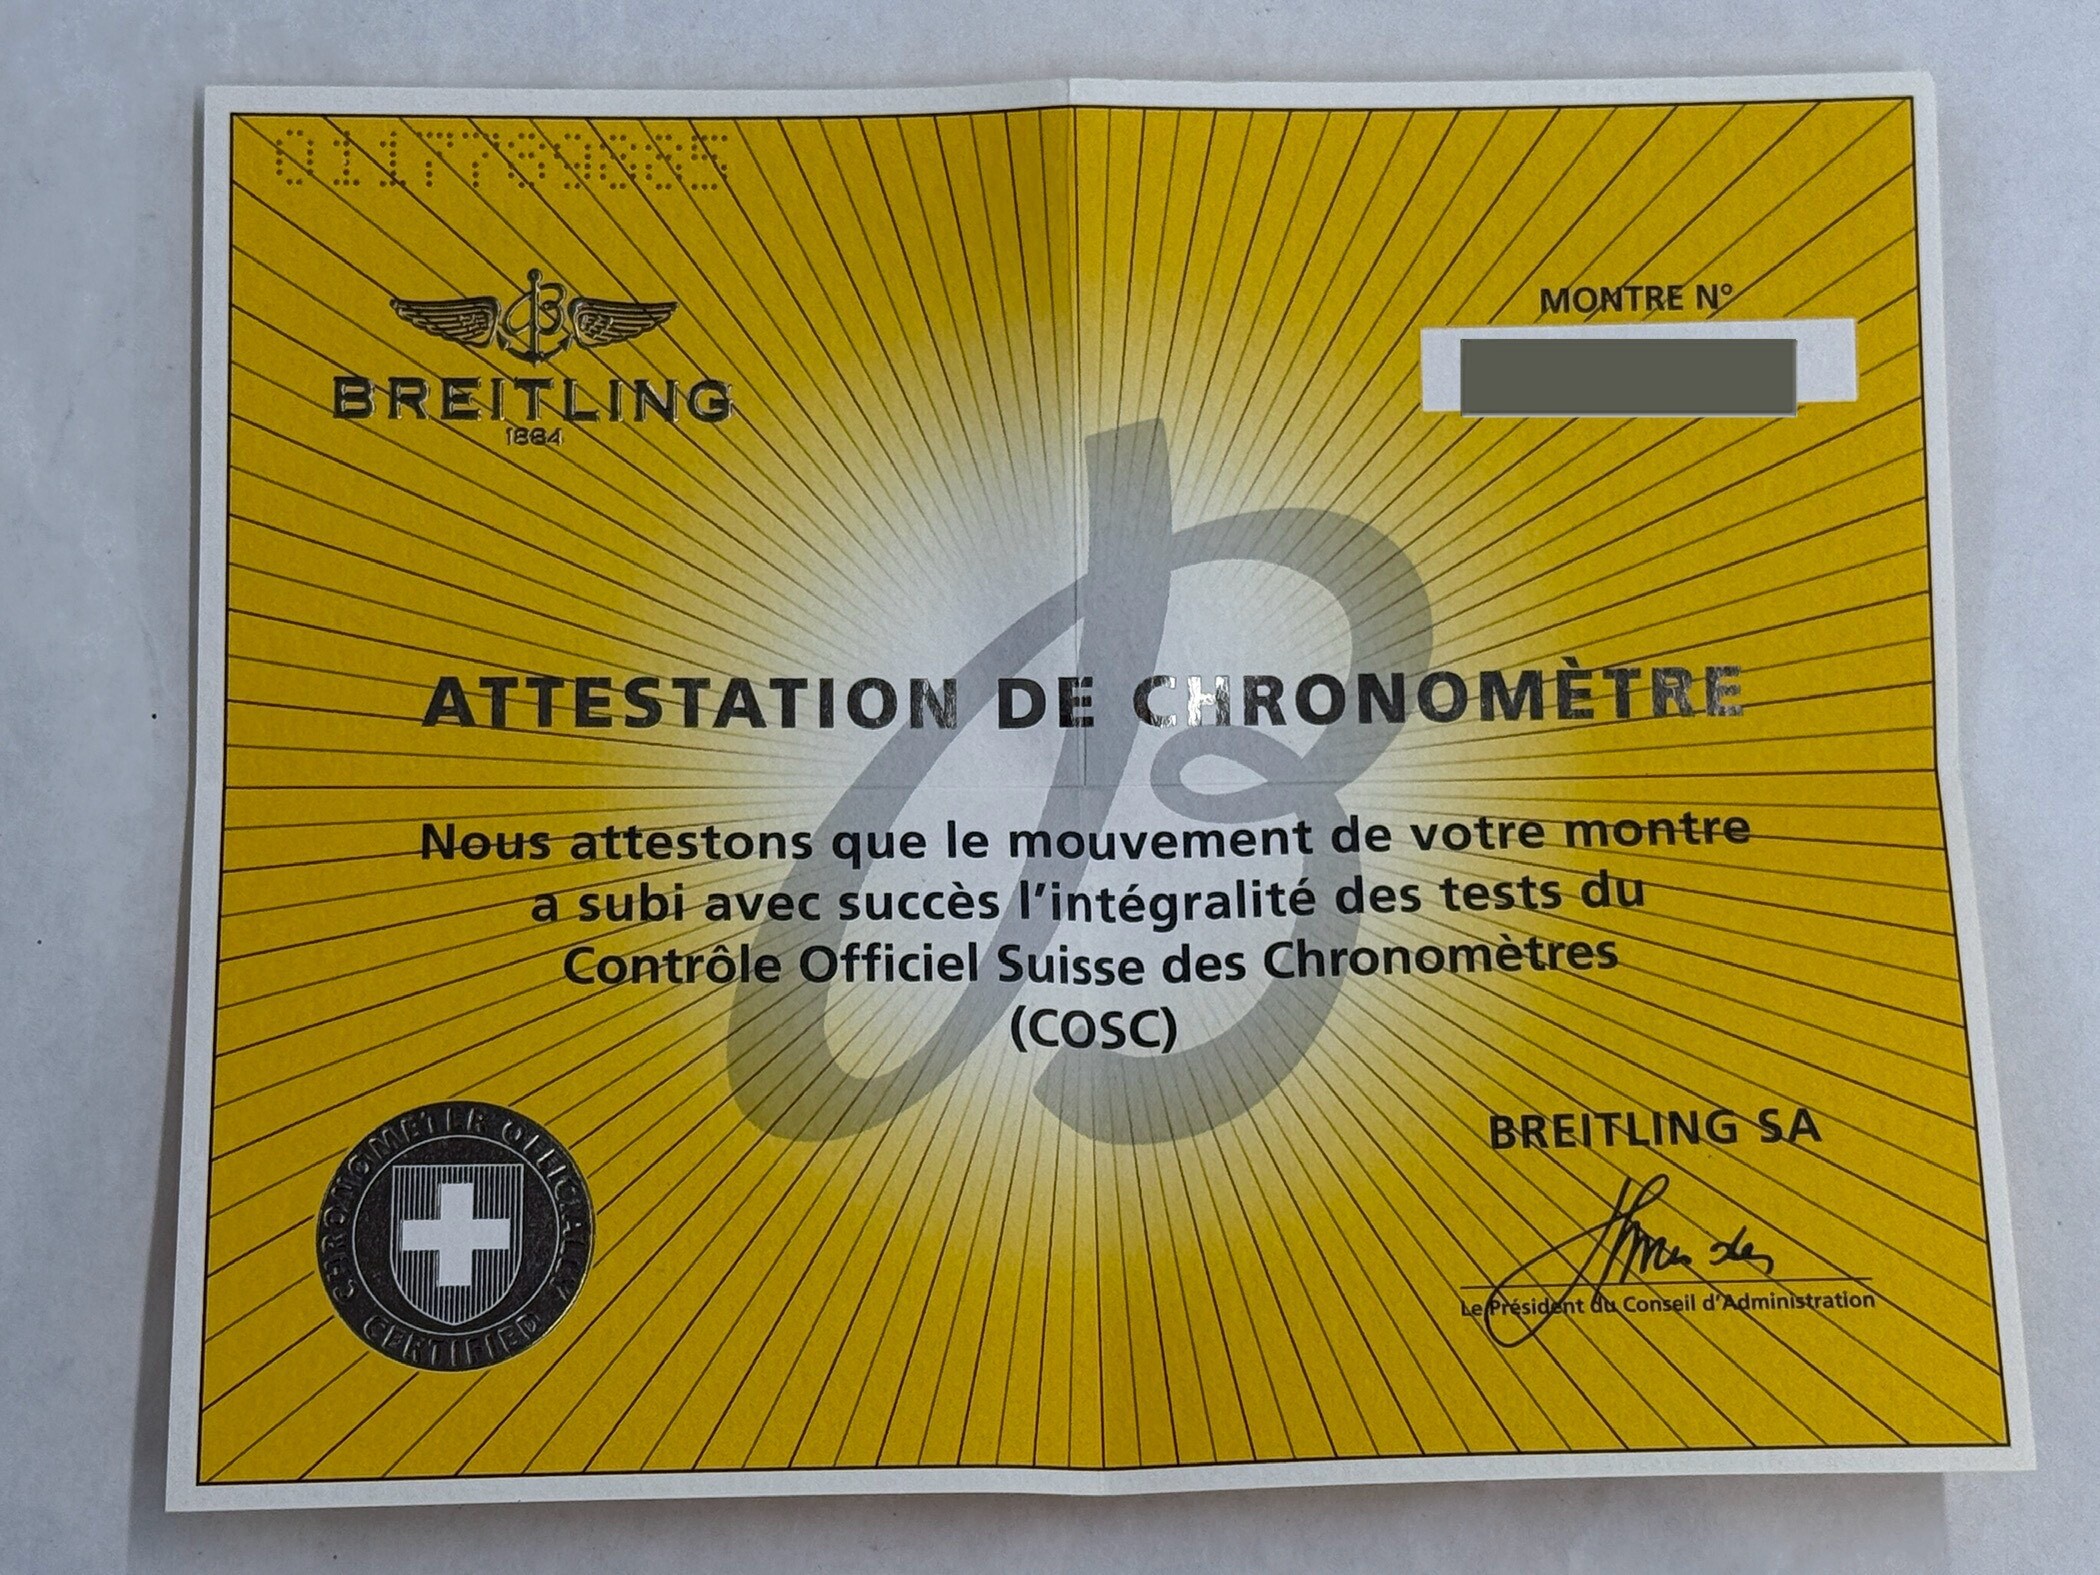 BREITLING
1884
MONTRE N°
ATTESTATION DE CHRONOMÈTRE
Nous attestons que le mouvement de votre montre
a subi avec succès l'intégralité des tests du
Contrôle Officiel Suisse des Chronomètres
(COSC)
CHRONOMETER OFFICIALLY
CERTIFIED
BREITLING SA
Le Président du Conseil d'Administration